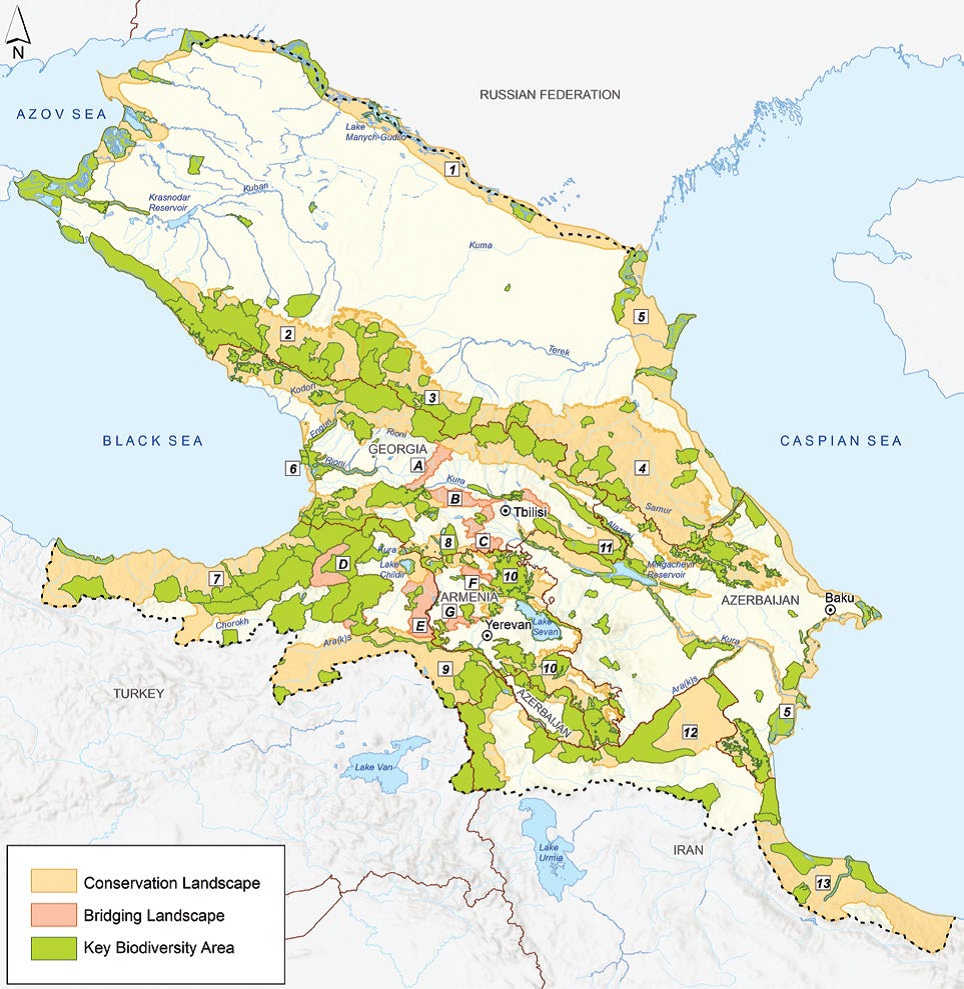 N
AZOV SEA
RUSSIAN FEDERATION
Lake
Manych-Gudilo
1
Kuban
Krasnodar
Reservoir
Kuma
5
2
Terek
Kodori
3
Enguri
Rioni
BLACK SEA
GEORGIA
CASPIAN SEA
6
Rioni
A
4
Kura
B
Samur
Tbilisi
Alazani
8
C
11
Kura
Lake
Childir
D
Mingachevir
Reservoir
7
F
10
ARMENIA
AZERBAIJAN
Baku
G
Chorokh
E
Yerevan
Lake
Sevan
Ara(k)s
Kura
9
10
Ara(k)s
TURKEY
AZERBAIJAN
5
12
Lake Van
Lake
Urmia
IRAN
13
Conservation Landscape
Bridging Landscape
Key Biodiversity Area